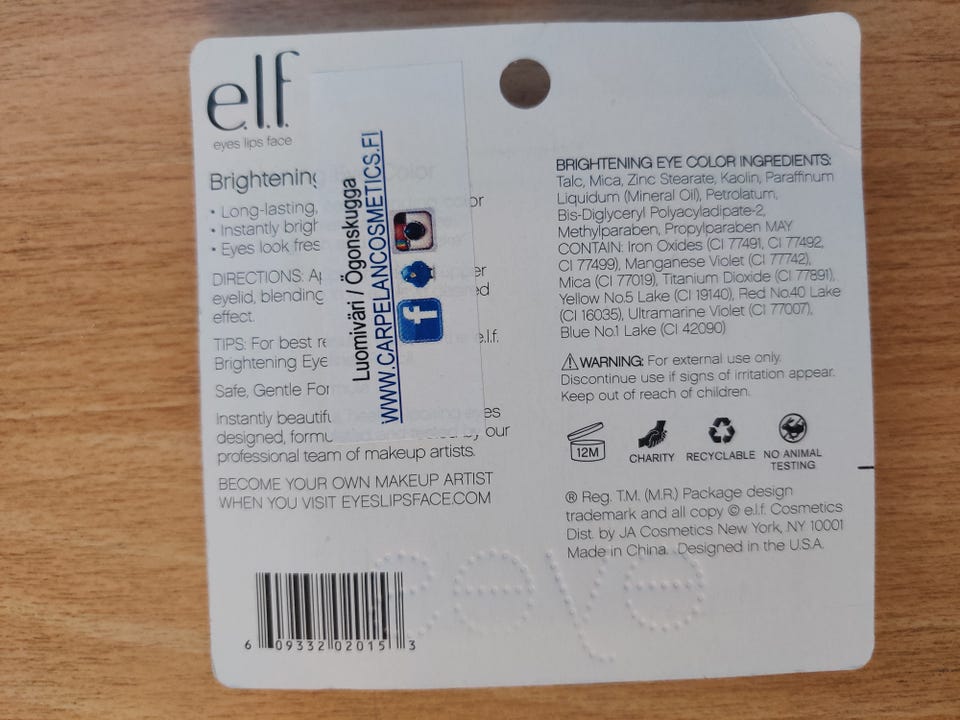 e.l.f
eyes lips face
Brightening Color
• Long-lasting, color
• Instantly brigh
• Eyes look fres
DIRECTIONS: Ap per
eyelid, blending ed
effect.
TIPS: For best re e.l.f.
Brightening Eye
Safe, Gentle For
Instantly beautifu eyes
designed, formu tested by our
professional team of makeup artists.
BECOME YOUR OWN MAKEUP ARTIST
WHEN YOU VISIT EYESLIPSFACE.COM
6 09332 02015 3
Luomiväri / Ögonskugga
WWW.CARPELANCOSMETICS.FI
f
BRIGHTENING EYE COLOR INGREDIENTS:
Talc, Mica, Zinc Stearate, Kaolin, Paraffinum
Liquidum (Mineral Oil), Petrolatum,
Bis-Diglyceryl Polyacyladipate-2,
Methylparaben, Propylparaben MAY
CONTAIN: Iron Oxides (CI 77491, CI 77492,
CI 77499), Manganese Violet (CI 77742),
Mica (CI 77019), Titanium Dioxide (CI 77891),
Yellow No.5 Lake (CI 19140), Red No.40 Lake
(CI 16035), Ultramarine Violet (CI 77007),
Blue No.1 Lake (CI 42090)
⚠WARNING: For external use only.
Discontinue use if signs of irritation appear.
Keep out of reach of children.
12M
CHARITY
RECYCLABLE
NO ANIMAL
TESTING
® Reg. T.M. (M.R.) Package design
trademark and all copy © e.l.f. Cosmetics
Dist. by JA Cosmetics New York, NY 10001
Made in China. Designed in the U.S.A.